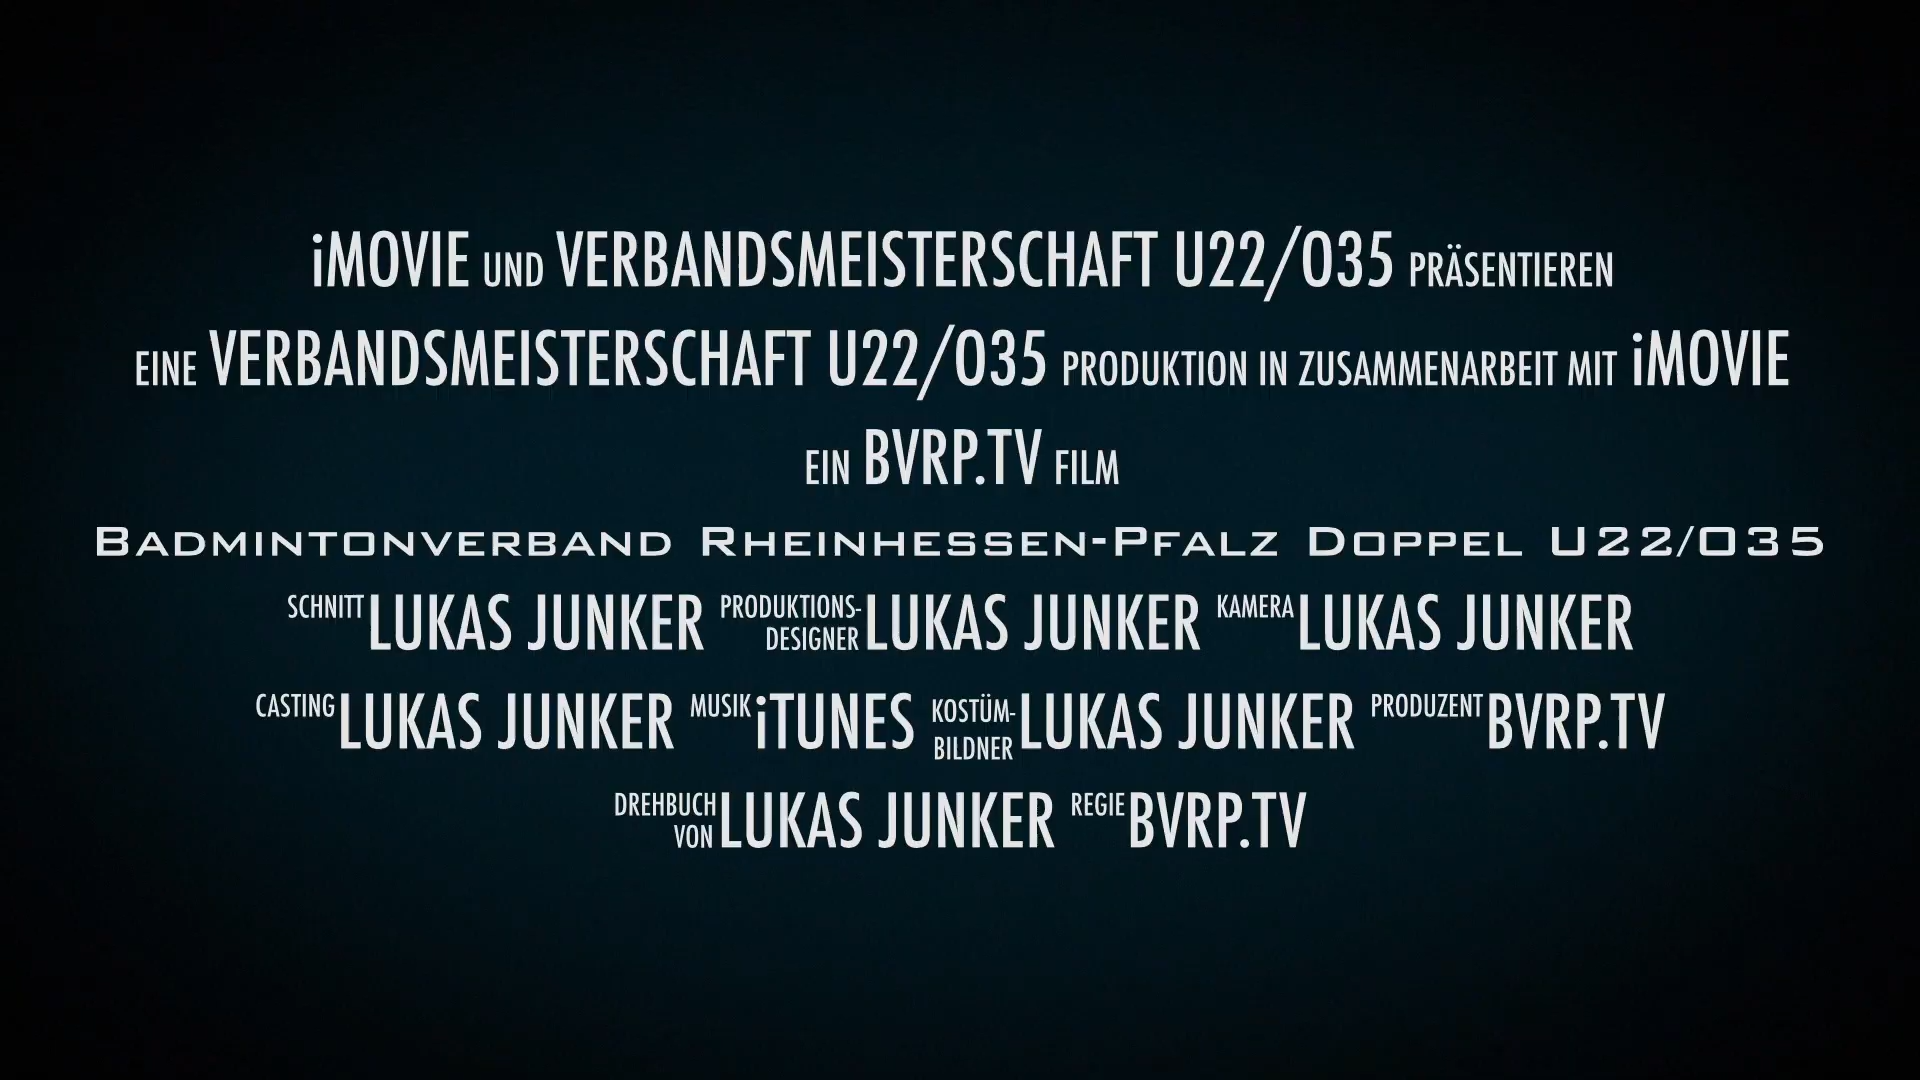 iMOVIE UND VERBANDSMEISTERSCHAFT U22/O35 PRÄSENTIEREN
EINE VERBANDSMEISTERSCHAFT U22/O35 PRODUKTION IN ZUSAMMENARBEIT MIT iMOVIE
EIN BVRP.TV FILM
BADMINTONVERBAND RHEINHESSEN-PFALZ DOPPEL U22/O35
SCHNITT LUKAS JUNKER PRODUKTIONS-DESIGNER LUKAS JUNKER KAMERA LUKAS JUNKER
CASTING LUKAS JUNKER MUSIK iTUNES KOSTÜM-BILDNER LUKAS JUNKER PRODUZENT BVRP.TV
DREHBUCH VON LUKAS JUNKER REGIE BVRP.TV